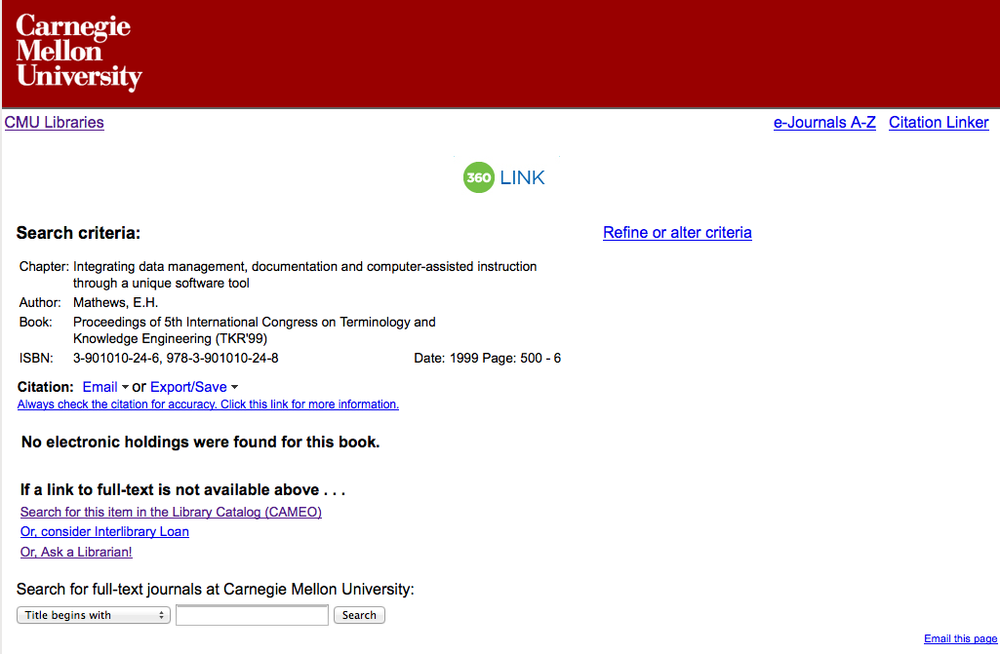 Carnegie
Mellon
University
CMU Libraries
e-Journals A-Z Citation Linker
360 LINK
Search criteria:
Refine or alter criteria
Chapter: Integrating data management, documentation and computer-assisted instruction
through a unique software tool
Author: Mathews, E.H.
Book: Proceedings of 5th International Congress on Terminology and
Knowledge Engineering (TKR'99)
ISBN: 3-901010-24-6, 978-3-901010-24-8 Date: 1999 Page: 500 - 6
Citation: Email or Export/Save
Always check the citation for accuracy. Click this link for more information.
No electronic holdings were found for this book.
If a link to full-text is not available above . . .
Search for this item in the Library Catalog (CAMEO)
Or, consider Interlibrary Loan
Or, Ask a Librarian!
Search for full-text journals at Carnegie Mellon University:
Title begins with Search
Email this page